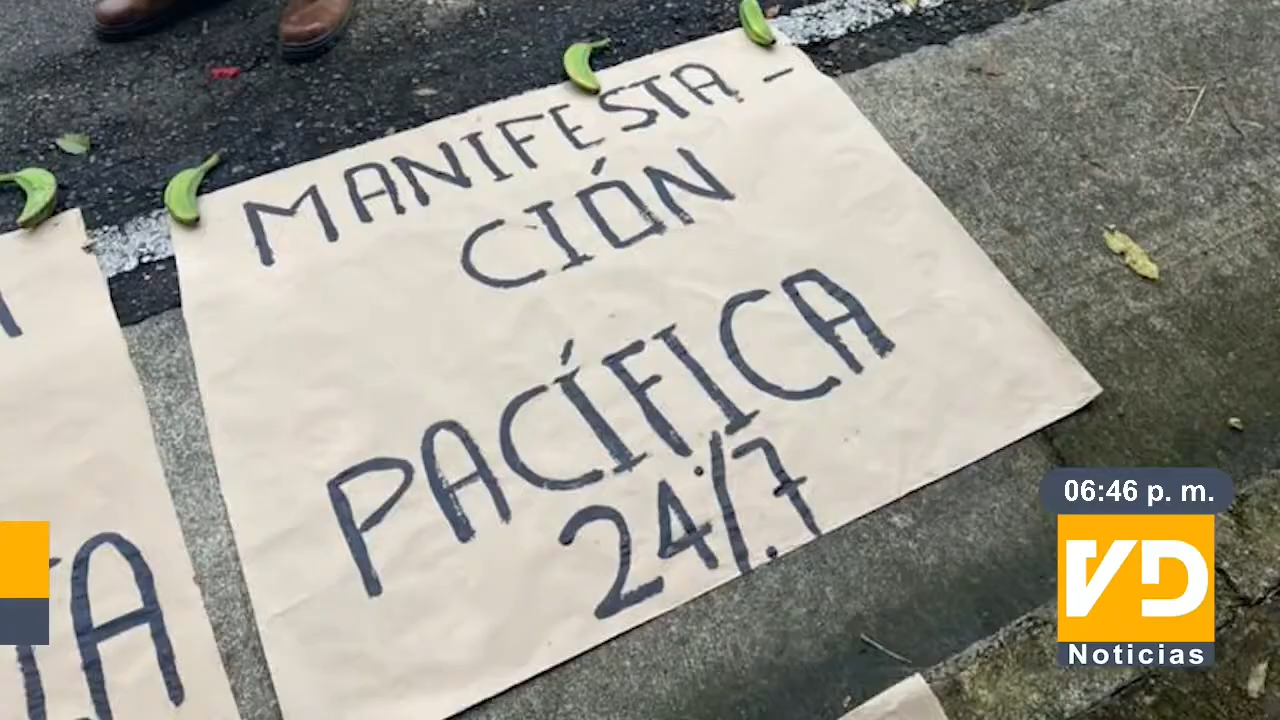 MANIFESTA -
CIÓN
PACÍFICA
24/7
06:46 p. m.
VD
Noticias